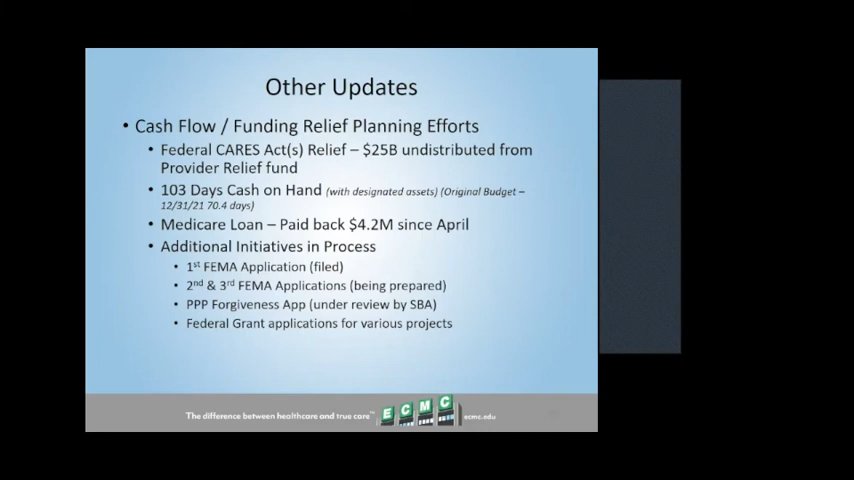 Other Updates
• Cash Flow / Funding Relief Planning Efforts
• Federal CARES Act(s) Relief – $25B undistributed from
Provider Relief fund
• 103 Days Cash on Hand (with designated assets) (Original Budget –
12/31/21 70.4 days)
• Medicare Loan – Paid back $4.2M since April
• Additional Initiatives in Process
• 1st FEMA Application (filed)
• 2nd & 3rd FEMA Applications (being prepared)
• PPP Forgiveness App (under review by SBA)
• Federal Grant applications for various projects
The difference between healthcare and true care™ ECMC ecmc.edu